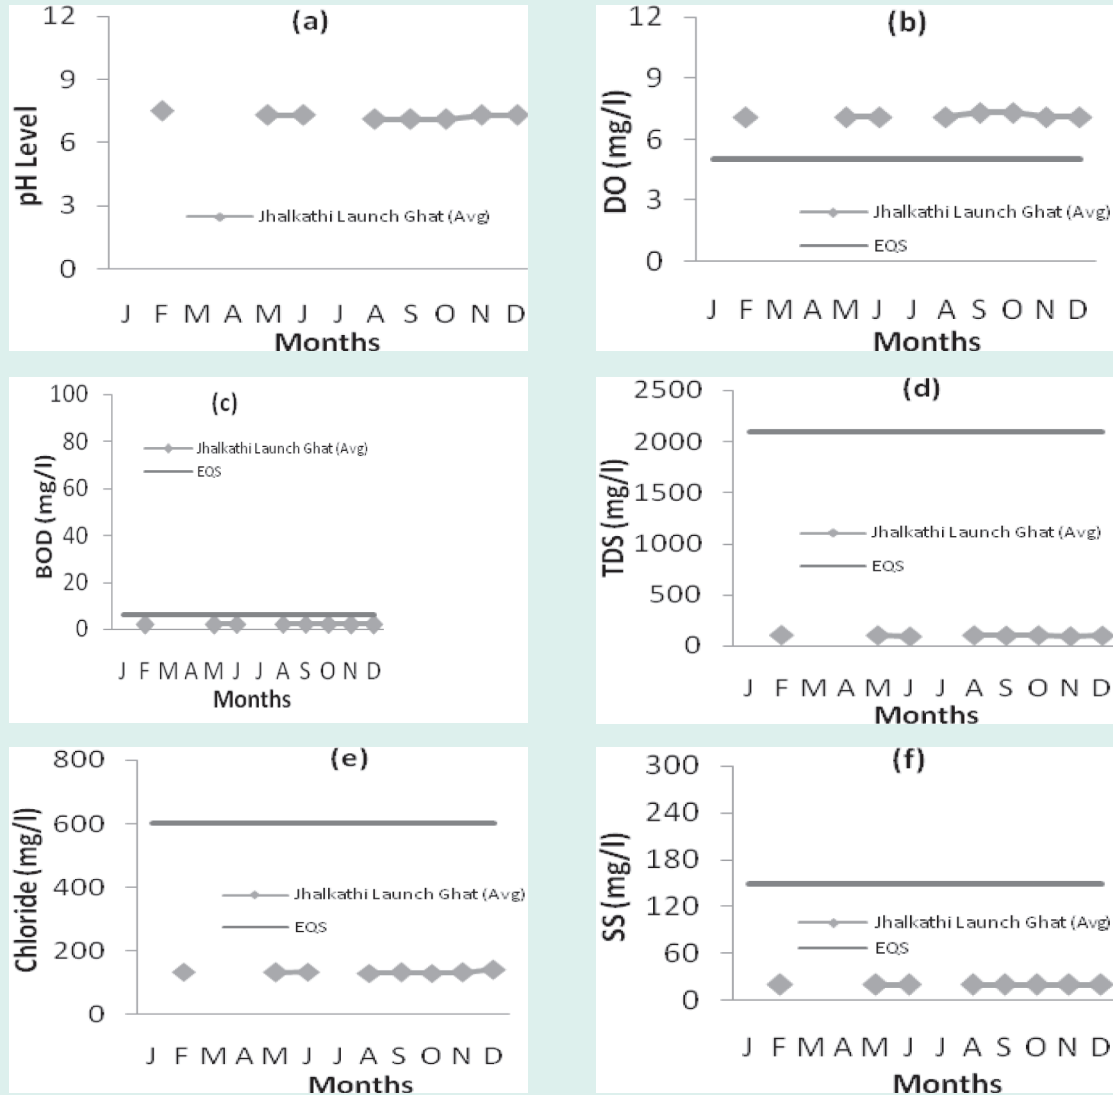 (a)
12
9
6
3
0
pH Level
Jhalkathi Launch Ghat (Avg)
J F M A M J J A S O N D
Months
(b)
12
9
6
3
0
DO (mg/l)
Jhalkathi Launch Ghat (Avg)
EQS
J F M A M J J A S O N D
Months
(c)
100
80
60
40
20
0
BOD (mg/l)
Jhalkathi Launch Ghat (Avg)
EQS
J F M A M J J A S O N D
Months
(d)
2500
2000
1500
1000
500
0
TDS (mg/l)
Jhalkathi Launch Ghat (Avg)
EQS
J F M A M J J A S O N D
Months
(e)
800
600
400
200
0
Chloride (mg/l)
Jhalkathi Launch Ghat (Avg)
EQS
J F M A M J J A S O N D
Months
(f)
300
240
180
120
60
0
SS (mg/l)
Jhalkathi Launch Ghat (Avg)
EQS
J F M A M J J A S O N D
Months